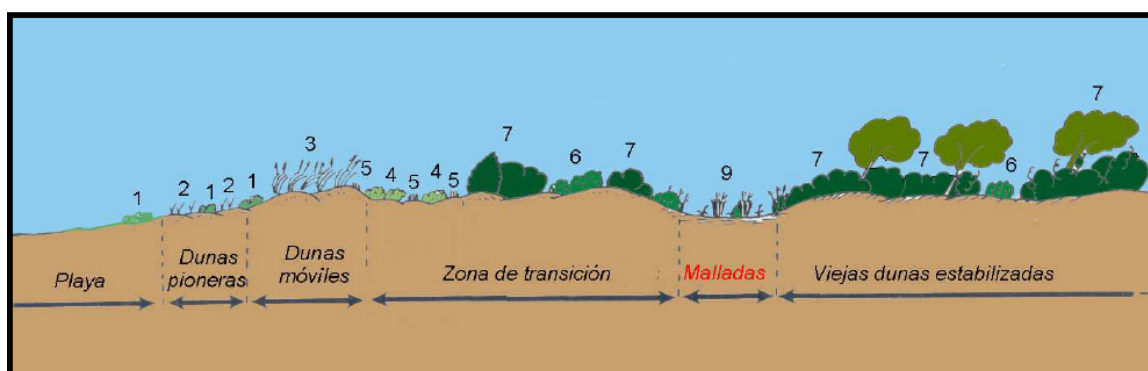 7
3
7
6
7
9
7
7
6
5
4
5
4
5
1
2
1
2
1
Playa
Dunas
pioneras
Dunas
móviles
Zona de transición
Malladas
Viejas dunas estabilizadas